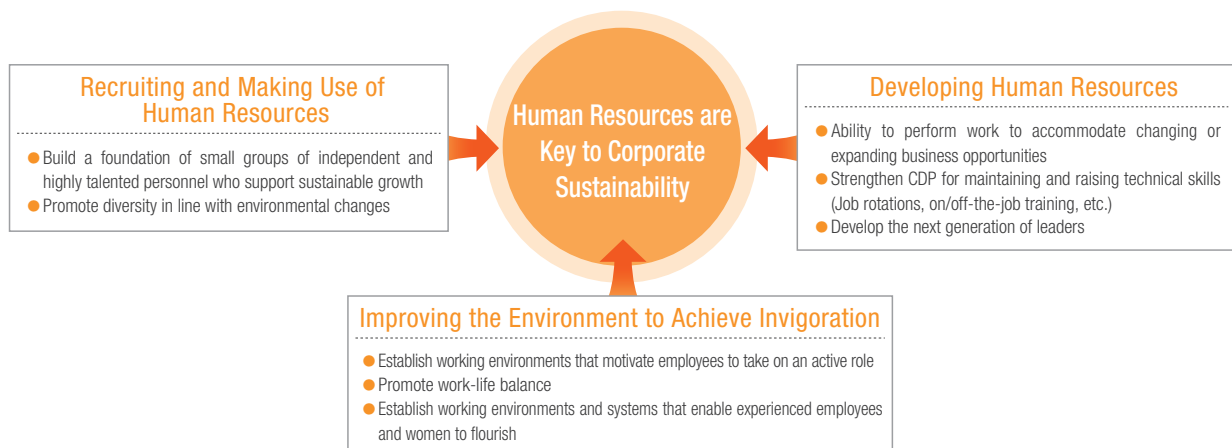 Recruiting and Making Use of
Human Resources
● Build a foundation of small groups of independent and
highly talented personnel who support sustainable growth
● Promote diversity in line with environmental changes
Human Resources are
Key to Corporate
Sustainability
Developing Human Resources
● Ability to perform work to accommodate changing or
expanding business opportunities
● Strengthen CDP for maintaining and raising technical skills
(Job rotations, on/off-the-job training, etc.)
● Develop the next generation of leaders
Improving the Environment to Achieve Invigoration
● Establish working environments that motivate employees to take on an active role
● Promote work-life balance
● Establish working environments and systems that enable experienced employees
and women to flourish